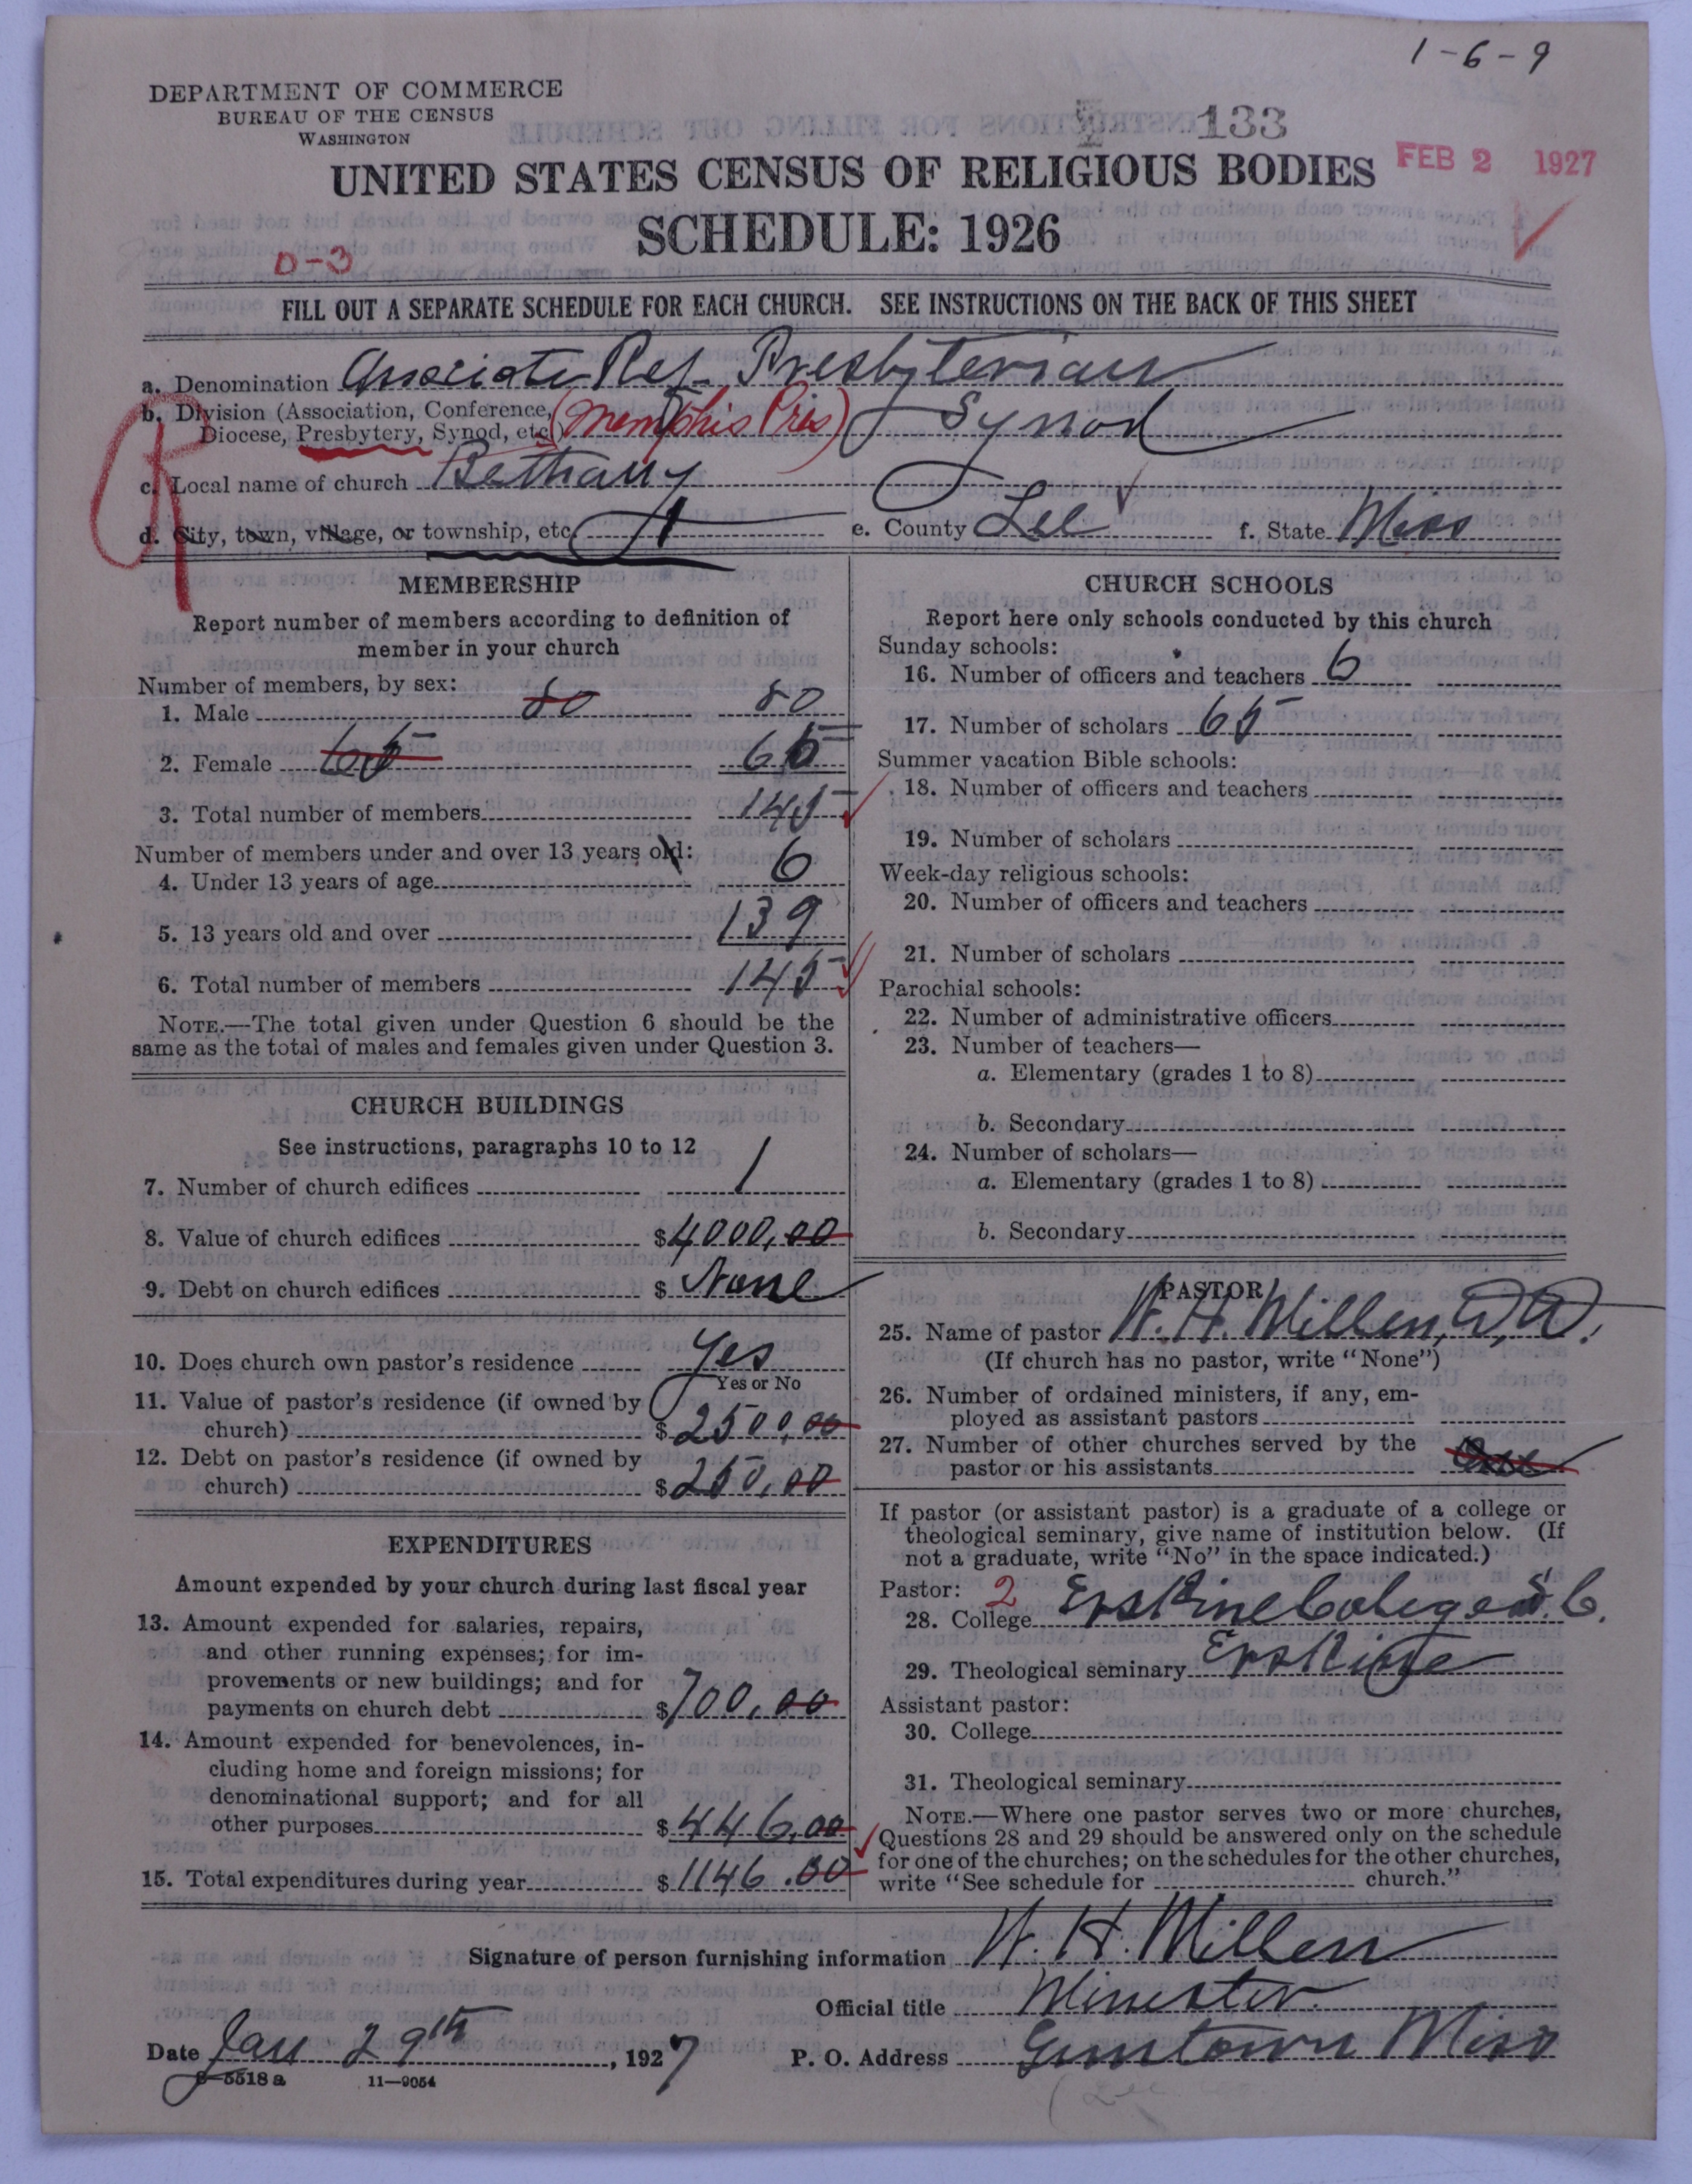 1-6-9
DEPARTMENT OF COMMERCE
BUREAU OF THE CENSUS
WASHINGTON
133
UNITED STATES CENSUS OF RELIGIOUS BODIES
FEB 2 1927
SCHEDULE: 1926
0-3
FILL OUT A SEPARATE SCHEDULE FOR EACH CHURCH. SEE INSTRUCTIONS ON THE BACK OF THIS SHEET
a. Denomination Associate Ref. Presbyterian
b. Division (Association, Conference, (Memphis Pres) Synod
Diocese, Presbytery, Synod, etc.)
c. Local name of church Bethany
d. City, town, village, or township, etc. 1 e. County Lee f. State Miss
MEMBERSHIP
Report number of members according to definition of
member in your church
Number of members, by sex:
1. Male 80 80
2. Female 65 65
3. Total number of members 145
Number of members under and over 13 years old:
4. Under 13 years of age 6
5. 13 years old and over 139
6. Total number of members 145
NOTE.—The total given under Question 6 should be the
same as the total of males and females given under Question 3.
CHURCH BUILDINGS
See instructions, paragraphs 10 to 12
7. Number of church edifices 1
8. Value of church edifices $4000,00
9. Debt on church edifices $ None
10. Does church own pastor's residence Yes
Yes or No
11. Value of pastor's residence (if owned by
church) $2500,00
12. Debt on pastor's residence (if owned by
church) $250,00
EXPENDITURES
Amount expended by your church during last fiscal year
13. Amount expended for salaries, repairs,
and other running expenses; for im-
provements or new buildings; and for
payments on church debt $700,00
14. Amount expended for benevolences, in-
cluding home and foreign missions; for
denominational support; and for all
other purposes $446,00
15. Total expenditures during year $1146.00
CHURCH SCHOOLS
Report here only schools conducted by this church
Sunday schools:
16. Number of officers and teachers 6
17. Number of scholars 65
Summer vacation Bible schools:
18. Number of officers and teachers
19. Number of scholars
Week-day religious schools:
20. Number of officers and teachers
21. Number of scholars
Parochial schools:
22. Number of administrative officers
23. Number of teachers—
a. Elementary (grades 1 to 8)
b. Secondary
24. Number of scholars—
a. Elementary (grades 1 to 8)
b. Secondary
PASTOR
25. Name of pastor W. H. Millen, D.D.
(If church has no pastor, write "None")
26. Number of ordained ministers, if any, em-
ployed as assistant pastors
27. Number of other churches served by the
pastor or his assistants
If pastor (or assistant pastor) is a graduate of a college or
theological seminary, give name of institution below. (If
not a graduate, write "No" in the space indicated.)
Pastor: 2
28. College Erskine College S.C.
29. Theological seminary Erskine
Assistant pastor:
30. College
31. Theological seminary
NOTE.—Where one pastor serves two or more churches,
Questions 28 and 29 should be answered only on the schedule
for one of the churches; on the schedules for the other churches,
write "See schedule for church."
Signature of person furnishing information W. H. Millen
Official title Minister.
Date Jan 29th, 1927 P. O. Address Guntown Miss
8-5518 a 11-9054